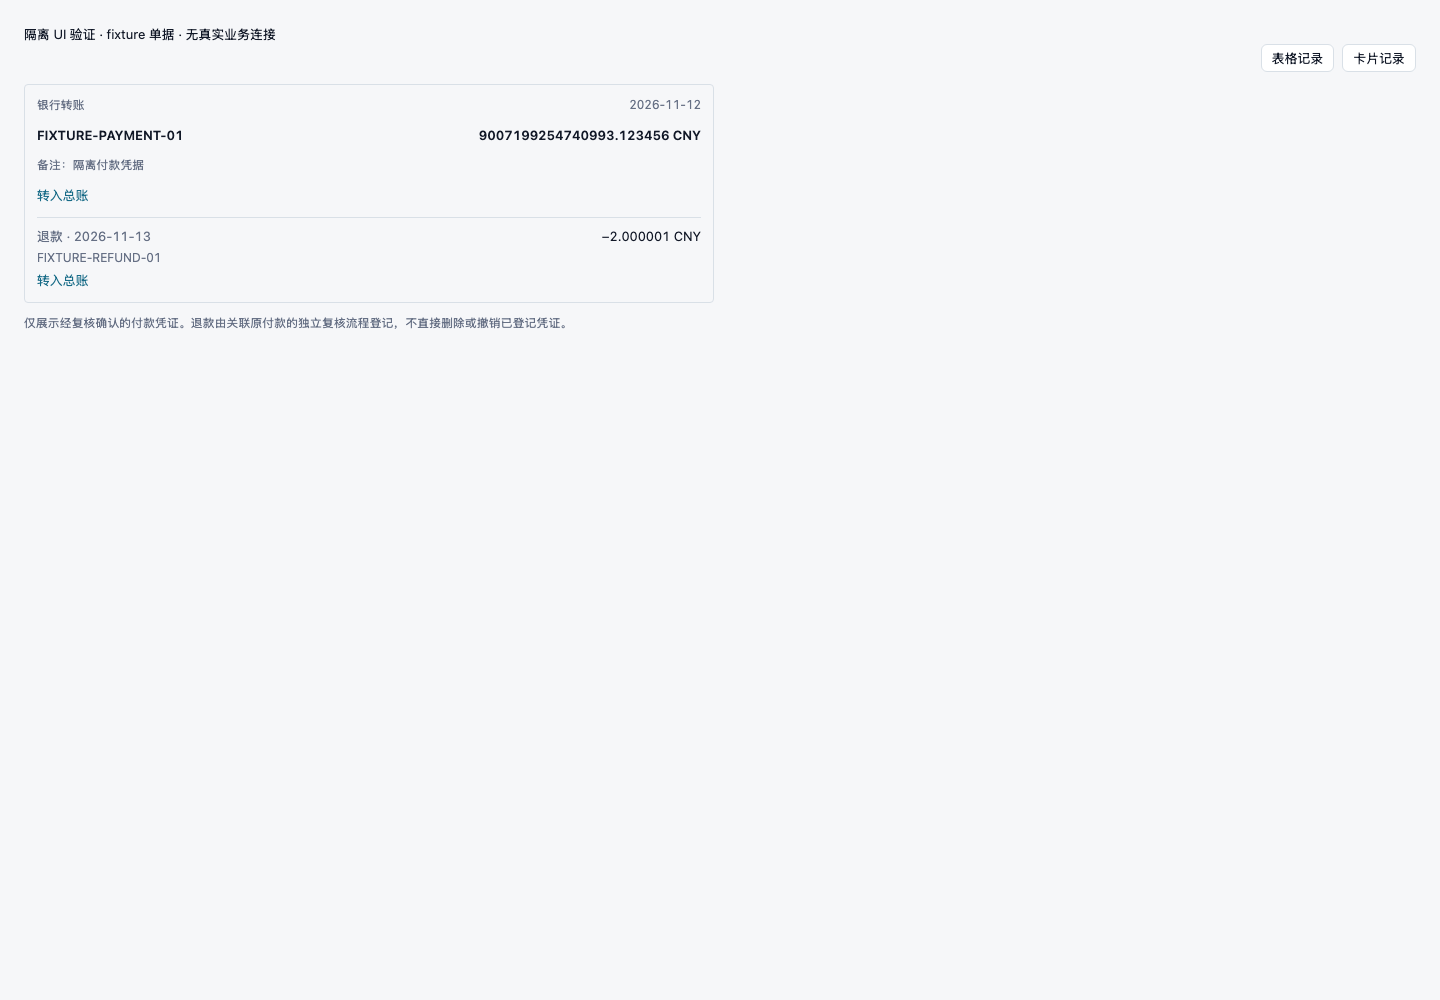 隔离 UI 验证 · fixture 单据 · 无真实业务连接
表格记录 卡片记录
银行转账 2026-11-12
FIXTURE-PAYMENT-01 9007199254740993.123456 CNY
备注：隔离付款凭据
转入总账
退款 · 2026-11-13 −2.000001 CNY
FIXTURE-REFUND-01
转入总账
仅展示经复核确认的付款凭证。退款由关联原付款的独立复核流程登记，不直接删除或撤销已登记凭证。